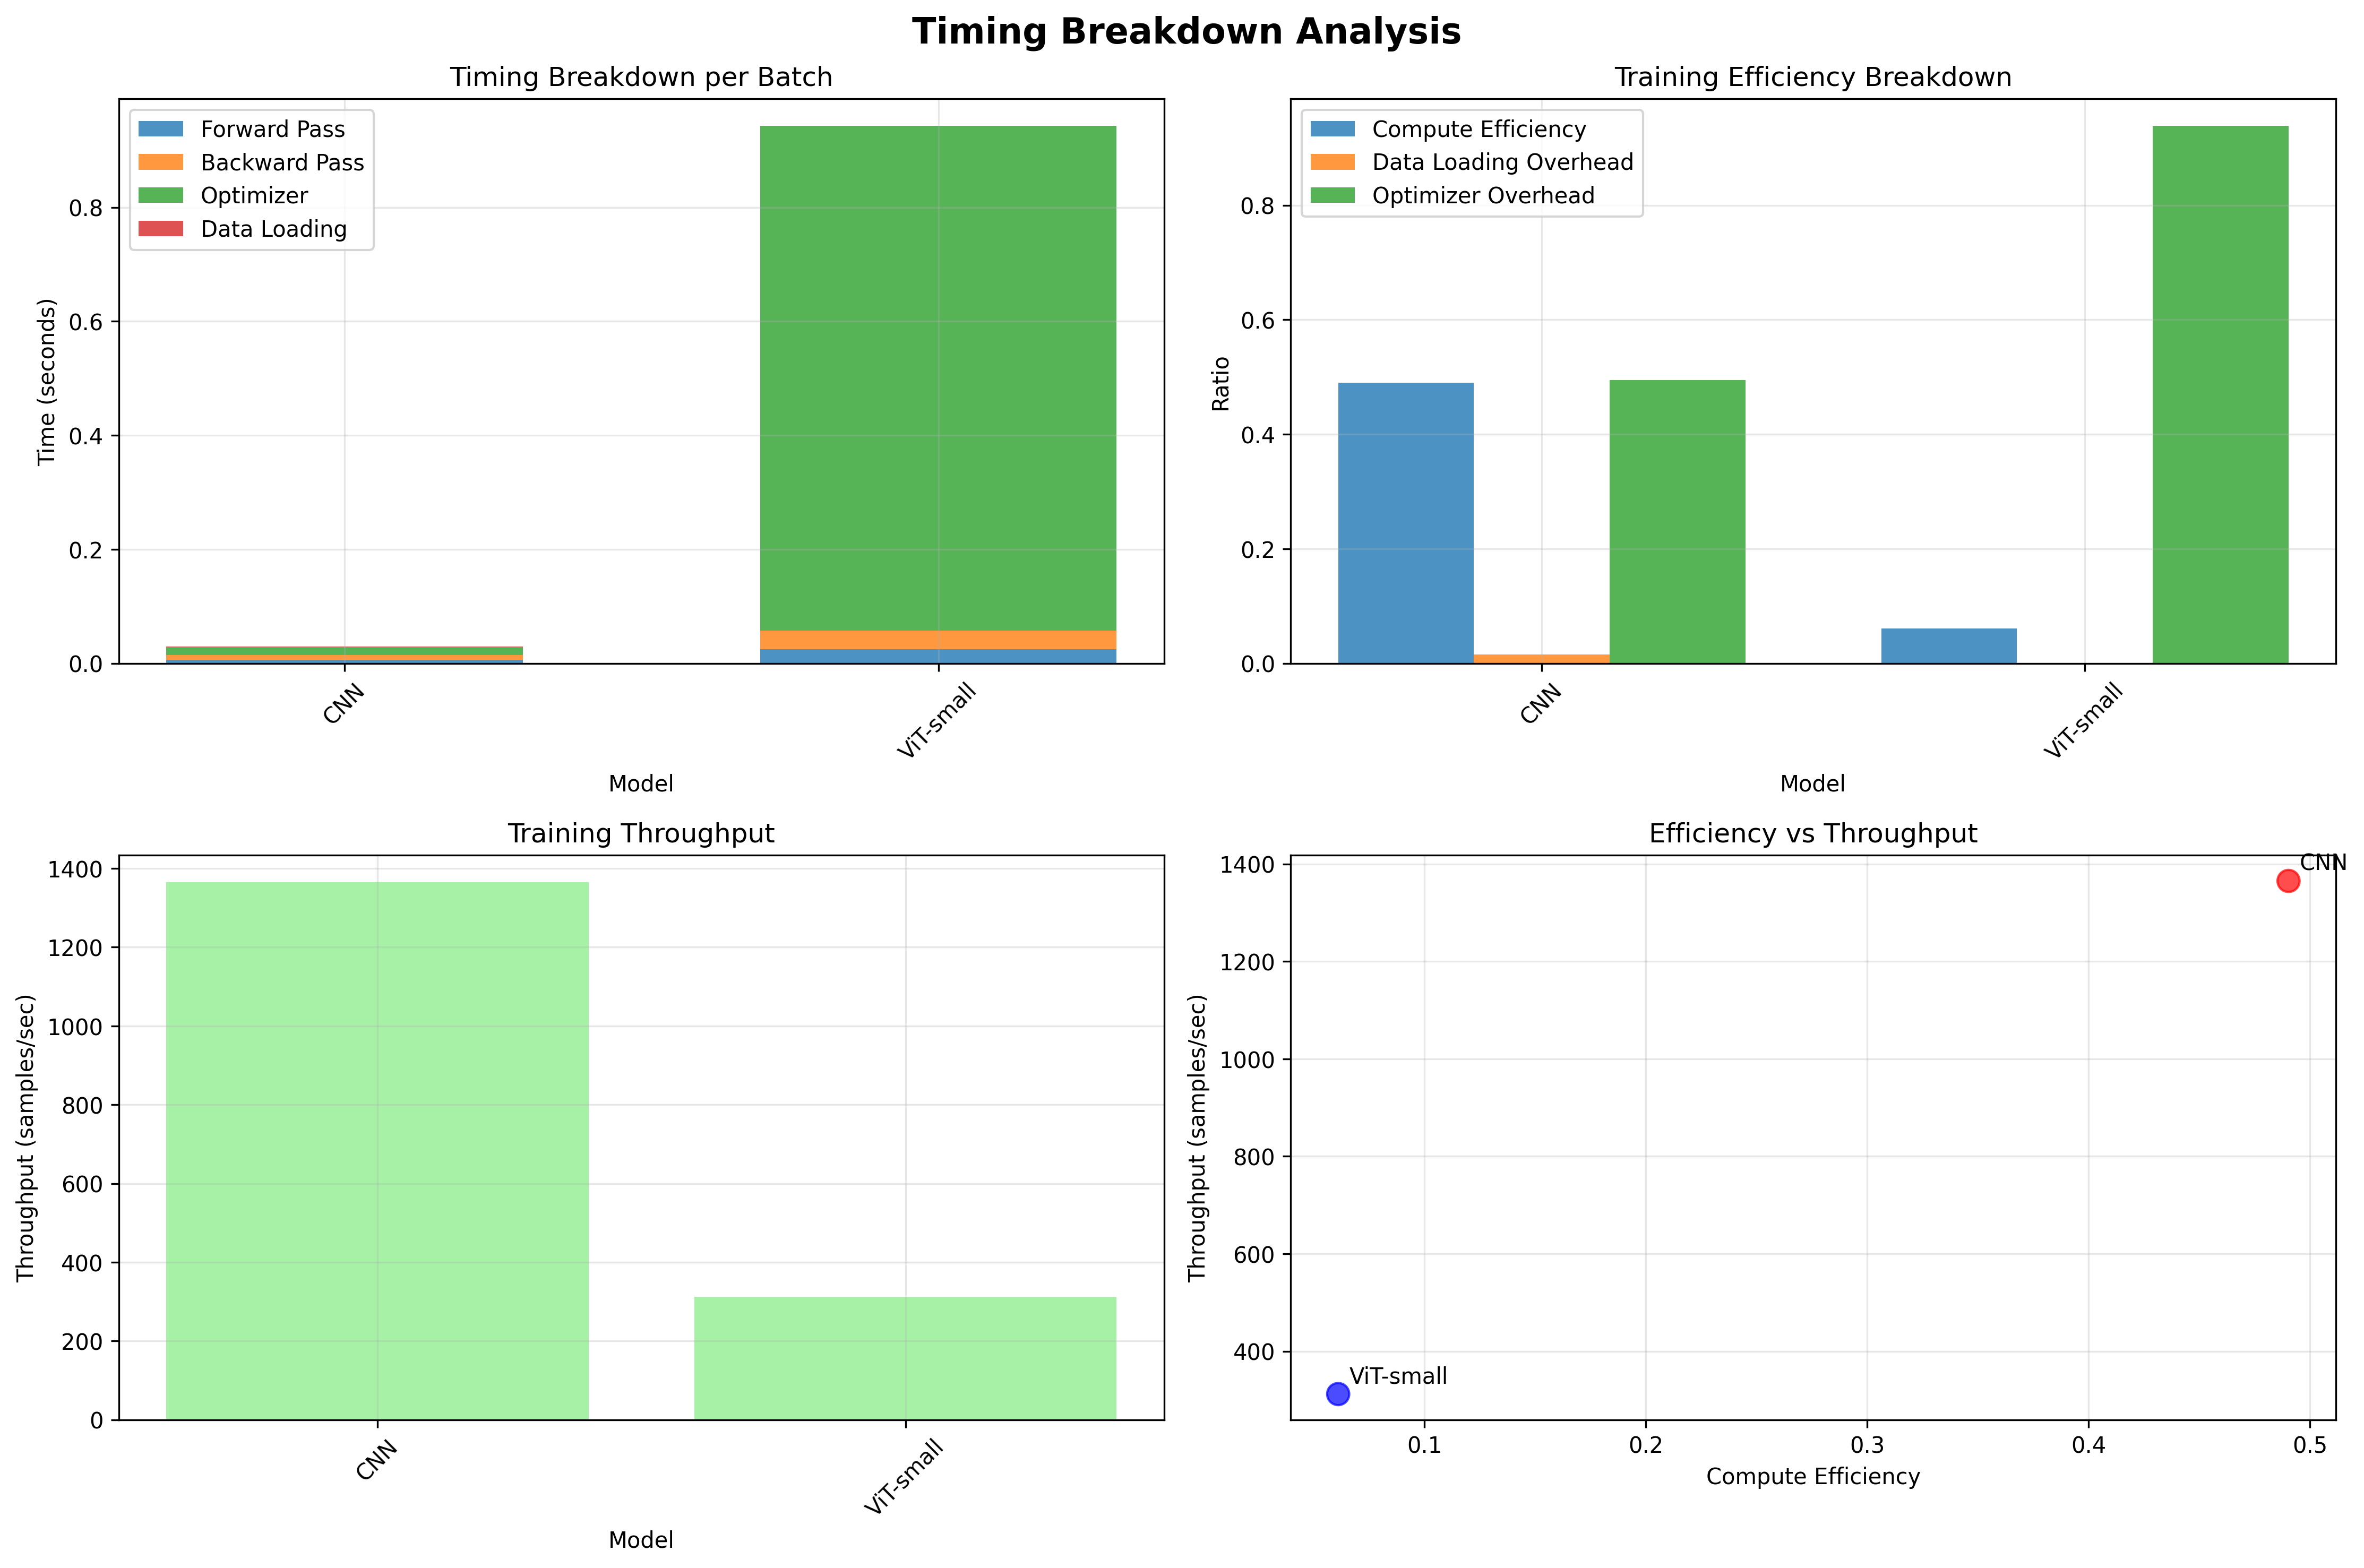 Timing Breakdown Analysis
Timing Breakdown per Batch
Forward Pass
Backward Pass
Optimizer
Data Loading
Time (seconds)
0.8
0.6
0.4
0.2
0.0
CNN
ViT-small
Model
Training Efficiency Breakdown
Compute Efficiency
Data Loading Overhead
Optimizer Overhead
Ratio
0.8
0.6
0.4
0.2
0.0
CNN
ViT-small
Model
Training Throughput
Throughput (samples/sec)
1400
1200
1000
800
600
400
200
0
CNN
ViT-small
Model
Efficiency vs Throughput
Throughput (samples/sec)
1400
1200
1000
800
600
400
CNN
ViT-small
0.1 0.2 0.3 0.4 0.5
Compute Efficiency